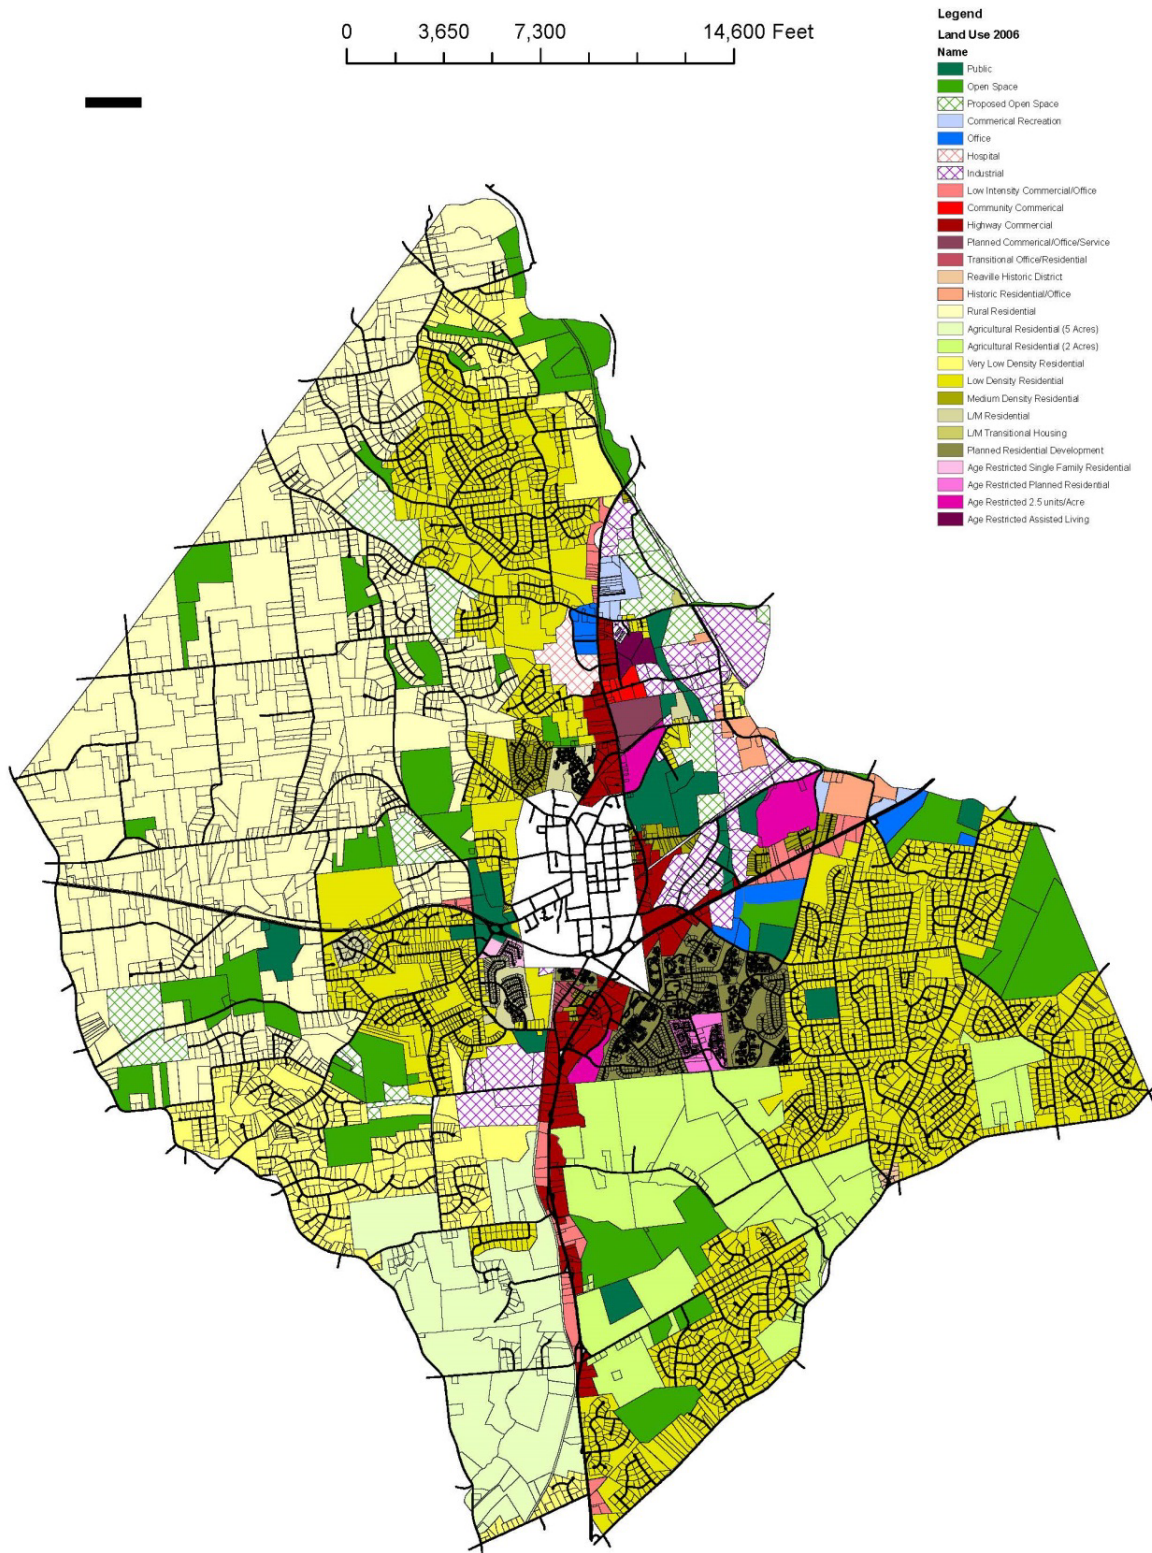 0 3,650 7,300 14,600 Feet
Legend
Land Use 2006
Name
Public
Open Space
Proposed Open Space
Commerical Recreation
Office
Hospital
Industrial
Low Intensity Commercial/Office
Community Commerical
Highway Commercial
Planned Commerical/Office/Service
Transitional Office/Residential
Reaville Historic District
Historic Residential/Office
Rural Residential
Agricultural Residential (5 Acres)
Agricultural Residential (2 Acres)
Very Low Density Residential
Low Density Residential
Medium Density Residential
L/M Residential
L/M Transitional Housing
Planned Residential Development
Age Restricted Single Family Residential
Age Restricted Planned Residential
Age Restricted 2.5 units/Acre
Age Restricted Assisted Living